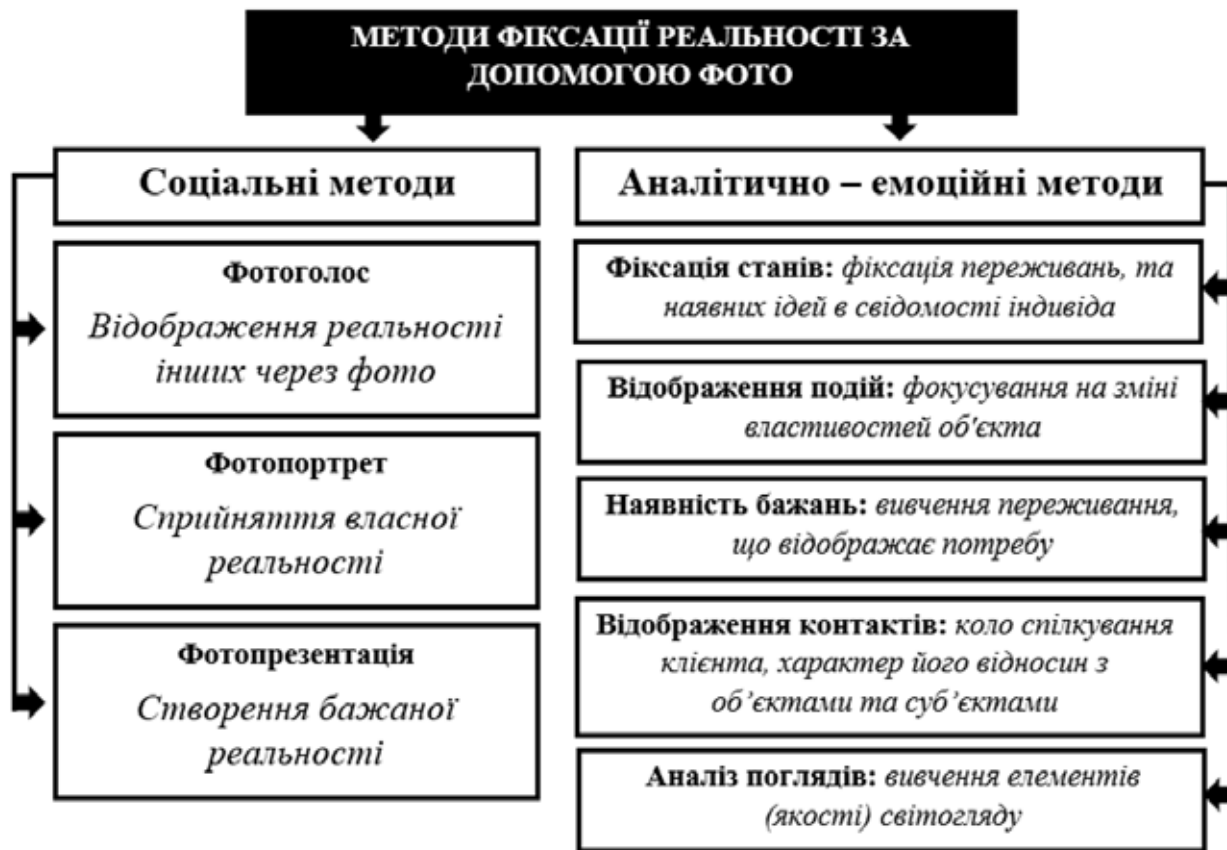 МЕТОДИ ФІКСАЦІЇ РЕАЛЬНОСТІ ЗА
ДОПОМОГОЮ ФОТО
Соціальні методи
Фотоголос
Відображення реальності
інших через фото
Фотопортрет
Сприйняття власної
реальності
Фотопрезентація
Створення бажаної
реальності
Аналітично – емоційні методи
Фіксація станів: фіксація переживань, та
наявних ідей в свідомості індивіда
Відображення подій: фокусування на зміні
властивостей об'єкта
Наявність бажань: вивчення переживання,
що відображає потребу
Відображення контактів: коло спілкування
клієнта, характер його відносин з
об’єктами та суб’єктами
Аналіз поглядів: вивчення елементів
(якості) світогляду